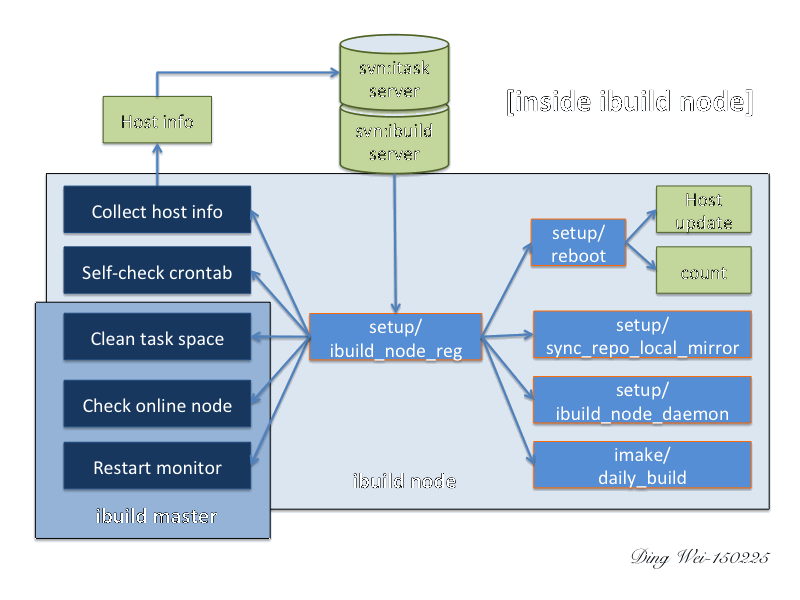 svn:itask
server
[inside ibuild node]
Host info
svn:ibuild
server
Collect host info
Host
update
setup/
reboot
Self-check crontab
count
Clean task space
setup/
ibuild_node_reg
setup/
sync_repo_local_mirror
Check online node
setup/
ibuild_node_daemon
Restart monitor
imake/
daily_build
ibuild node
ibuild master
Ding Wei-150225